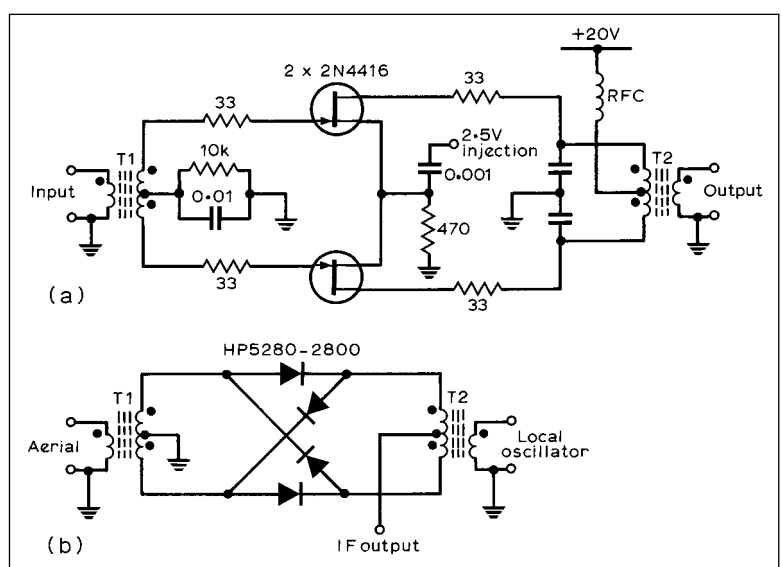 +20V
2 x 2N4416
33
33
RFC
T1
10k
2·5V
injection
T2
Input
0·01
0·001
Output
470
33
33
(a)
HP5280-2800
T1
T2
Aerial
Local
oscillator
IF output
(b)